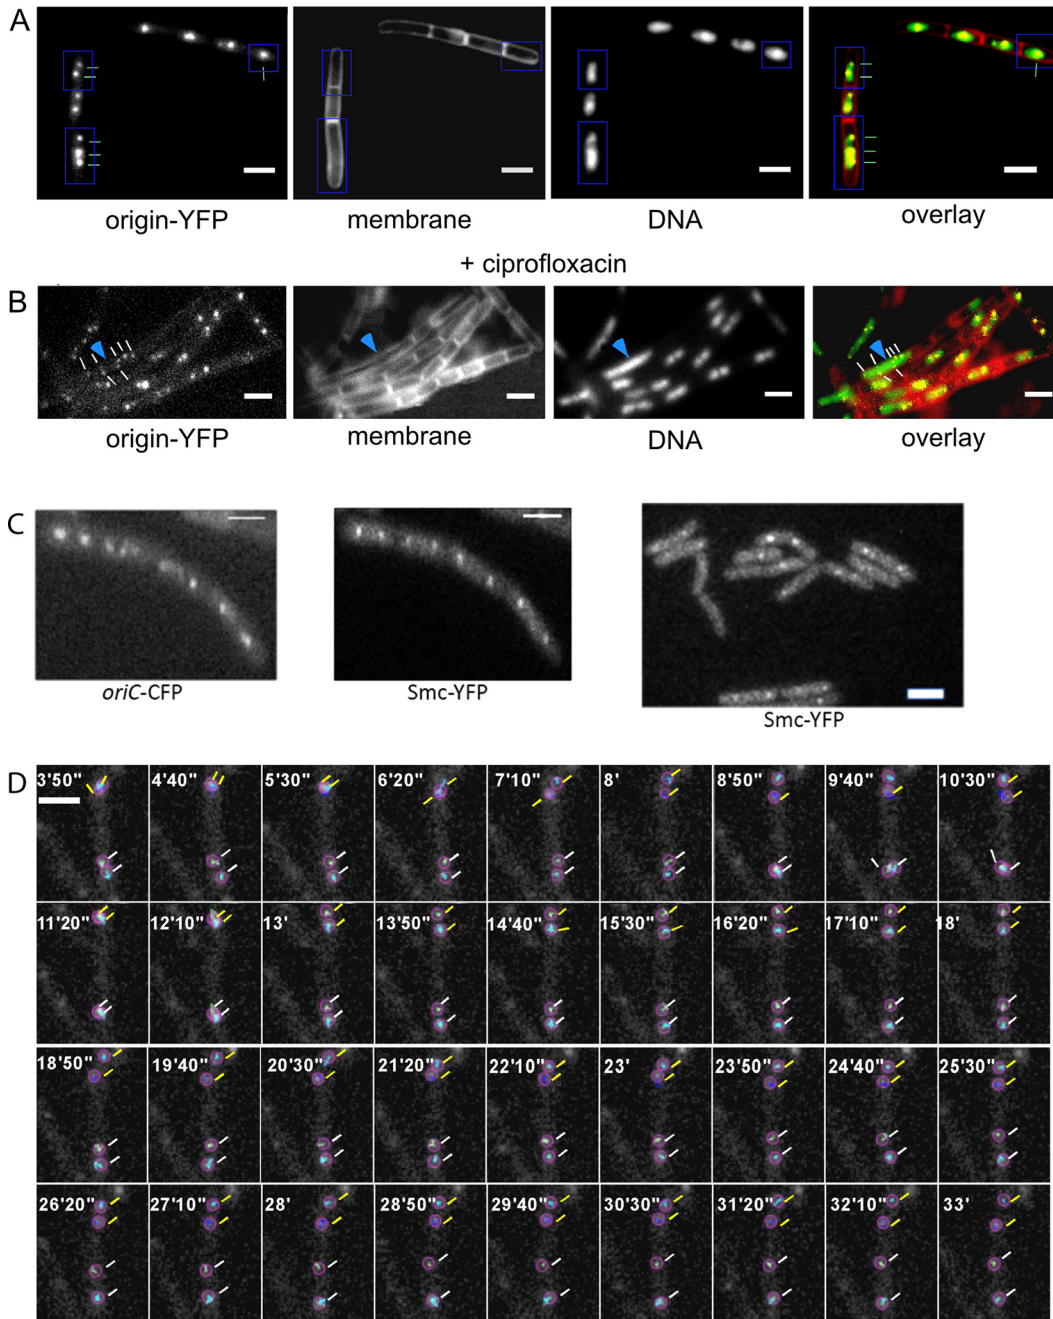 A
origin-YFP membrane DNA overlay
+ ciprofloxacin
B
origin-YFP membrane DNA overlay
C
oriC-CFP Smc-YFP Smc-YFP
D
3'50" 4'40" 5'30" 6'20" 7'10" 8' 8'50" 9'40" 10'30"
11'20" 12'10" 13' 13'50" 14'40" 15'30" 16'20" 17'10" 18'
18'50" 19'40" 20'30" 21'20" 22'10" 23' 23'50" 24'40" 25'30"
26'20" 27'10" 28' 28'50" 29'40" 30'30" 31'20" 32'10" 33'